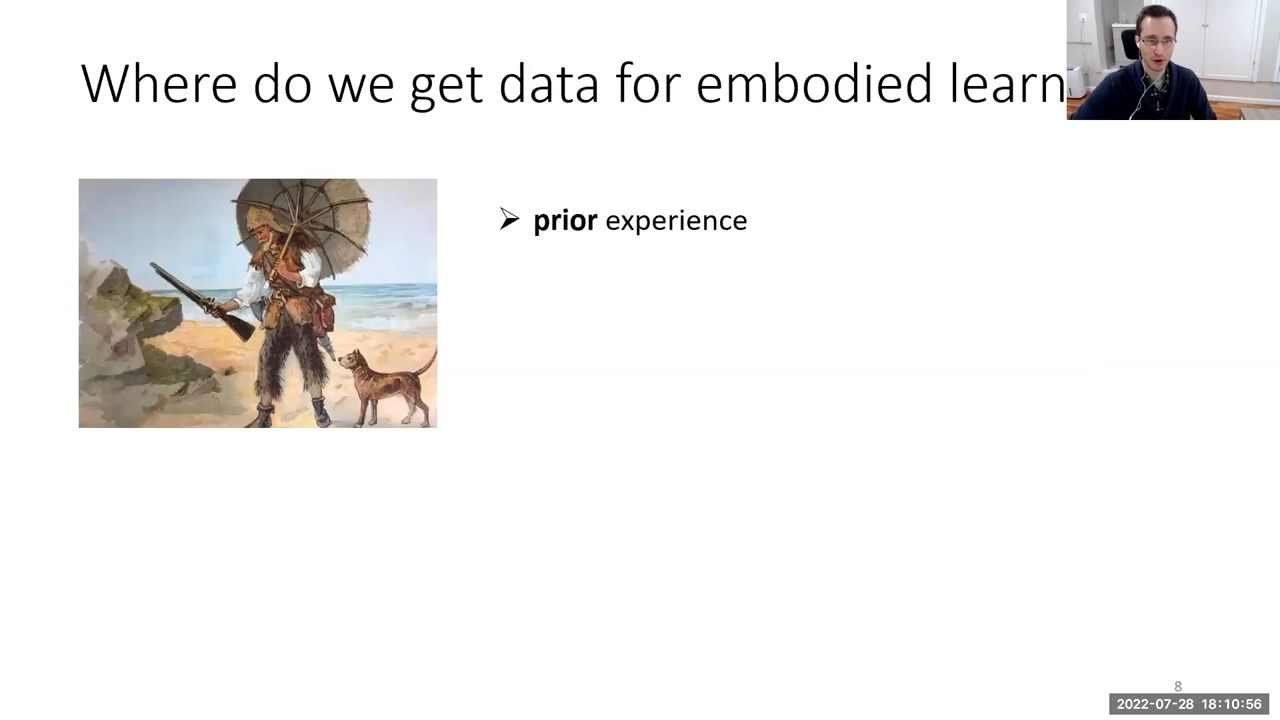 Where do we get data for embodied learn
➢ prior experience
8
2022-07-28 18:10:56